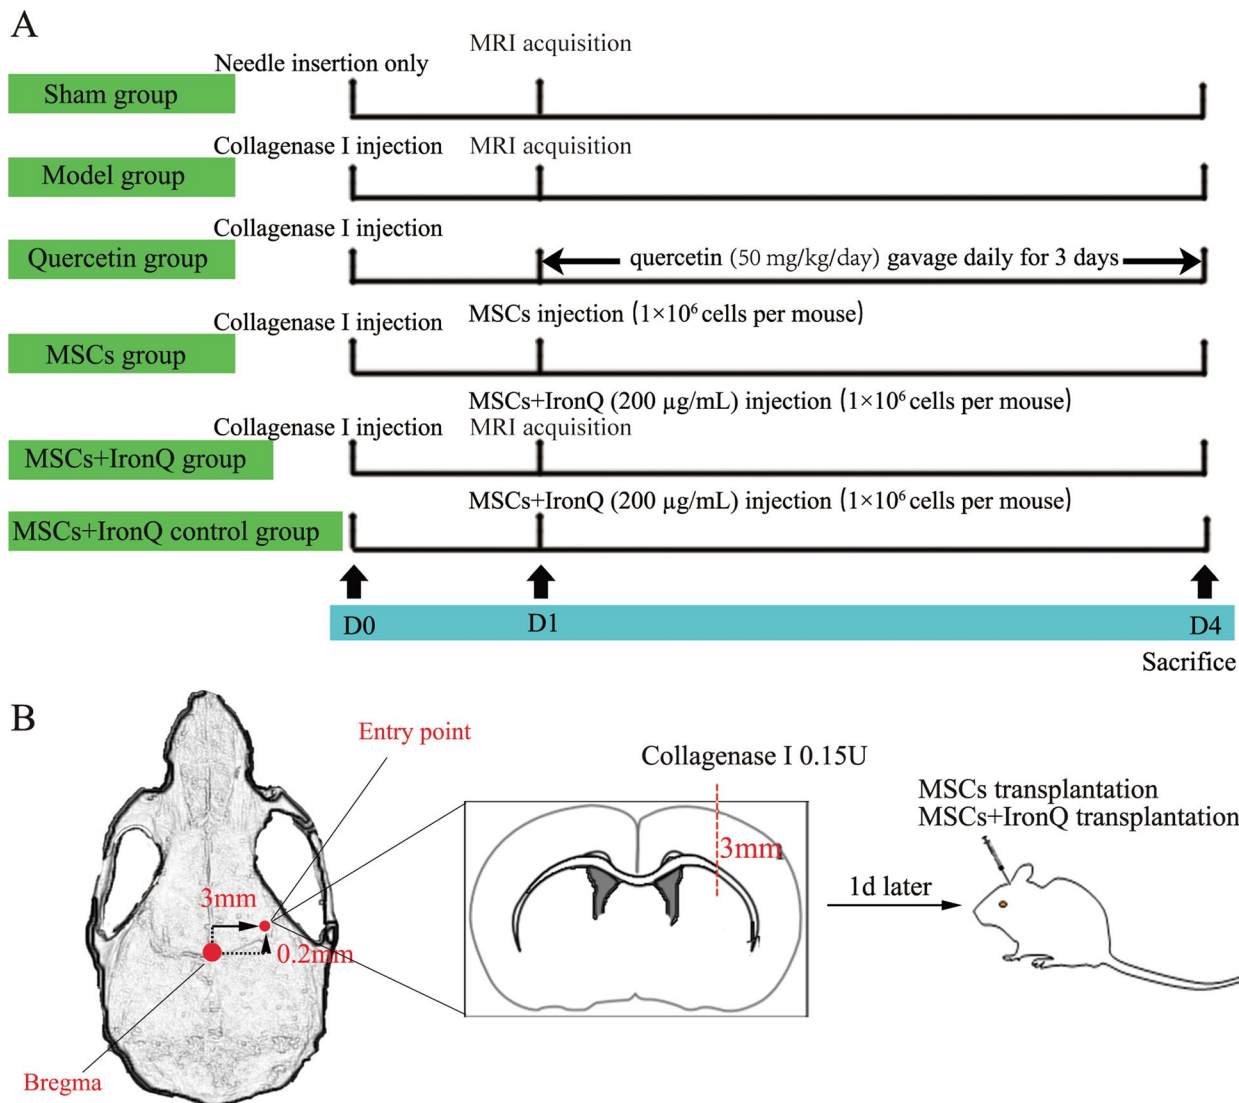 A
MRI acquisition
Needle insertion only
Sham group
Collagenase I injection
MRI acquisition
Model group
Collagenase I injection
Quercetin group
quercetin (50 mg/kg/day) gavage daily for 3 days
MSCs injection (1×10⁶ cells per mouse)
Collagenase I injection
MSCs group
MSCs+IronQ (200 µg/mL) injection (1×10⁶ cells per mouse)
Collagenase I injection
MRI acquisition
MSCs+IronQ group
MSCs+IronQ (200 µg/mL) injection (1×10⁶ cells per mouse)
MSCs+IronQ control group
D0
D1
D4
Sacrifice
B
Entry point
Collagenase I 0.15U
MSCs transplantation
MSCs+IronQ transplantation
3mm
1d later
3mm
0.2mm
Bregma